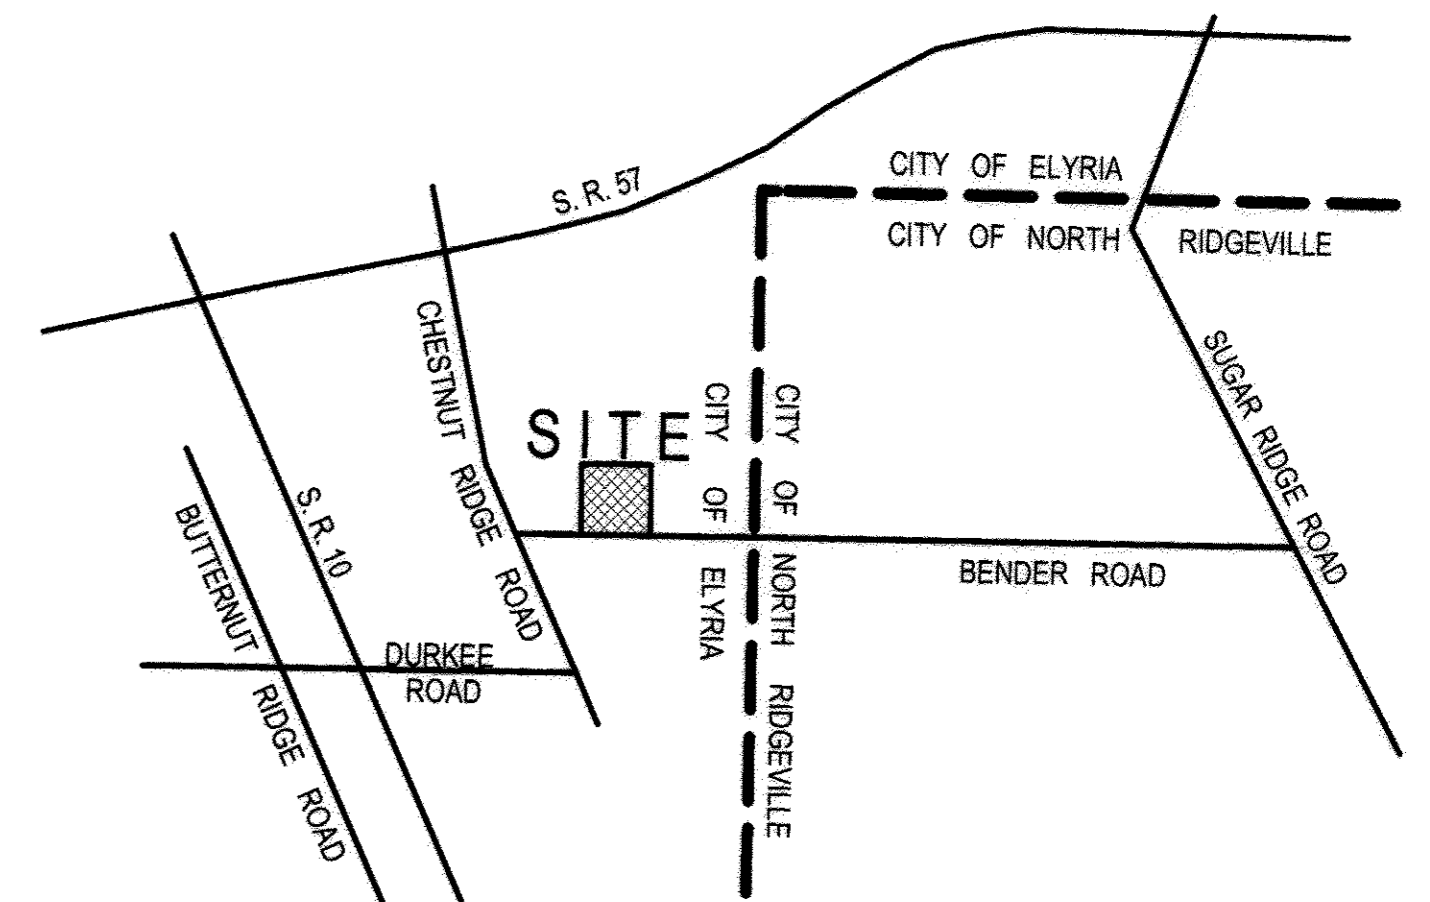 CITY OF ELYRIA
CITY OF NORTH RIDGEVILLE
S. R. 57
CHESTNUT RIDGE ROAD
SITE
CITY OF ELYRIA
CITY OF NORTH RIDGEVILLE
SUGAR RIDGE ROAD
S. R. 10
BUTTERNUT RIDGE ROAD
BENDER ROAD
DURKEE
ROAD